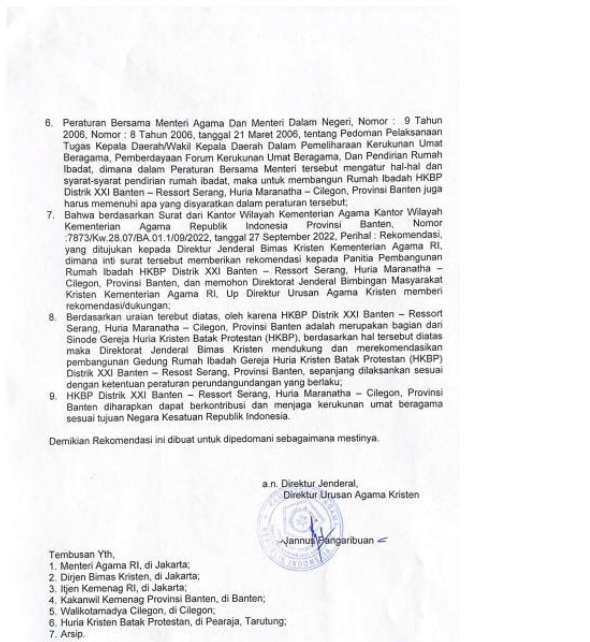 6. Peraturan Bersama Menteri Agama Dan Menteri Dalam Negeri, Nomor : 9 Tahun
2006, Nomor : 8 Tahun 2006, tanggal 21 Maret 2006, tentang Pedoman Pelaksanaan
Tugas Kepala Daerah/Wakil Kepala Daerah Dalam Pemeliharaan Kerukunan Umat
Beragama, Pemberdayaan Forum Kerukunan Umat Beragama, Dan Pendirian Rumah
Ibadat, dimana dalam Peraturan Bersama Menteri tersebut mengatur hal-hal dan
syarat-syarat pendirian rumah ibadat, maka untuk membangun Rumah Ibadah HKBP
Distrik XXI Banten – Ressort Serang, Huria Maranatha – Cilegon, Provinsi Banten juga
harus memenuhi apa yang disyaratkan dalam peraturan tersebut;
7. Bahwa berdasarkan Surat dari Kantor Wilayah Kementerian Agama Kantor Wilayah
Kementerian Agama Republik Indonesia Provinsi Banten, Nomor
:7873/Kw.28.07/BA.01.1/09/2022, tanggal 27 September 2022, Perihal : Rekomendasi,
yang ditujukan kepada Direktur Jenderal Bimas Kristen Kementerian Agama RI,
dimana inti surat tersebut memberikan rekomendasi kepada Panitia Pembangunan
Rumah Ibadah HKBP Distrik XXI Banten – Ressort Serang, Huria Maranatha –
Cilegon, Provinsi Banten, dan memohon Direktorat Jenderal Bimbingan Masyarakat
Kristen Kementerian Agama RI, Up Direktur Urusan Agama Kristen memberi
rekomendasi/dukungan;
8. Berdasarkan uraian terebut diatas, oleh karena HKBP Distrik XXI Banten – Ressort
Serang, Huria Maranatha – Cilegon, Provinsi Banten adalah merupakan bagian dari
Sinode Gereja Huria Kristen Batak Protestan (HKBP), berdasarkan hal tersebut diatas
maka Direktorat Jenderal Bimas Kristen mendukung dan merekomendasikan
pembangunan Gedung Rumah Ibadah Gereja Huria Kristen Batak Protestan (HKBP)
Distrik XXI Banten – Resost Serang, Provinsi Banten, sepanjang dilaksanakan sesuai
dengan ketentuan peraturan perundangundangan yang berlaku;
9. HKBP Distrik XXI Banten – Ressort Serang, Huria Maranatha – Cilegon, Provinsi
Banten diharapkan dapat berkontribusi dan menjaga kerukunan umat beragama
sesuai tujuan Negara Kesatuan Republik Indonesia.
Demikian Rekomendasi ini dibuat untuk dipedomani sebagaimana mestinya.
a.n. Direktur Jenderal,
Direktur Urusan Agama Kristen
Jannus Pangaribuan
Tembusan Yth,
1. Menteri Agama RI, di Jakarta;
2. Dirjen Bimas Kristen, di Jakarta;
3. Itjen Kemenag RI, di Jakarta;
4. Kakanwil Kemenag Provinsi Banten, di Banten;
5. Walikotamadya Cilegon, di Cilegon;
6. Huria Kristen Batak Protestan, di Pearaja, Tarutung;
7. Arsip.